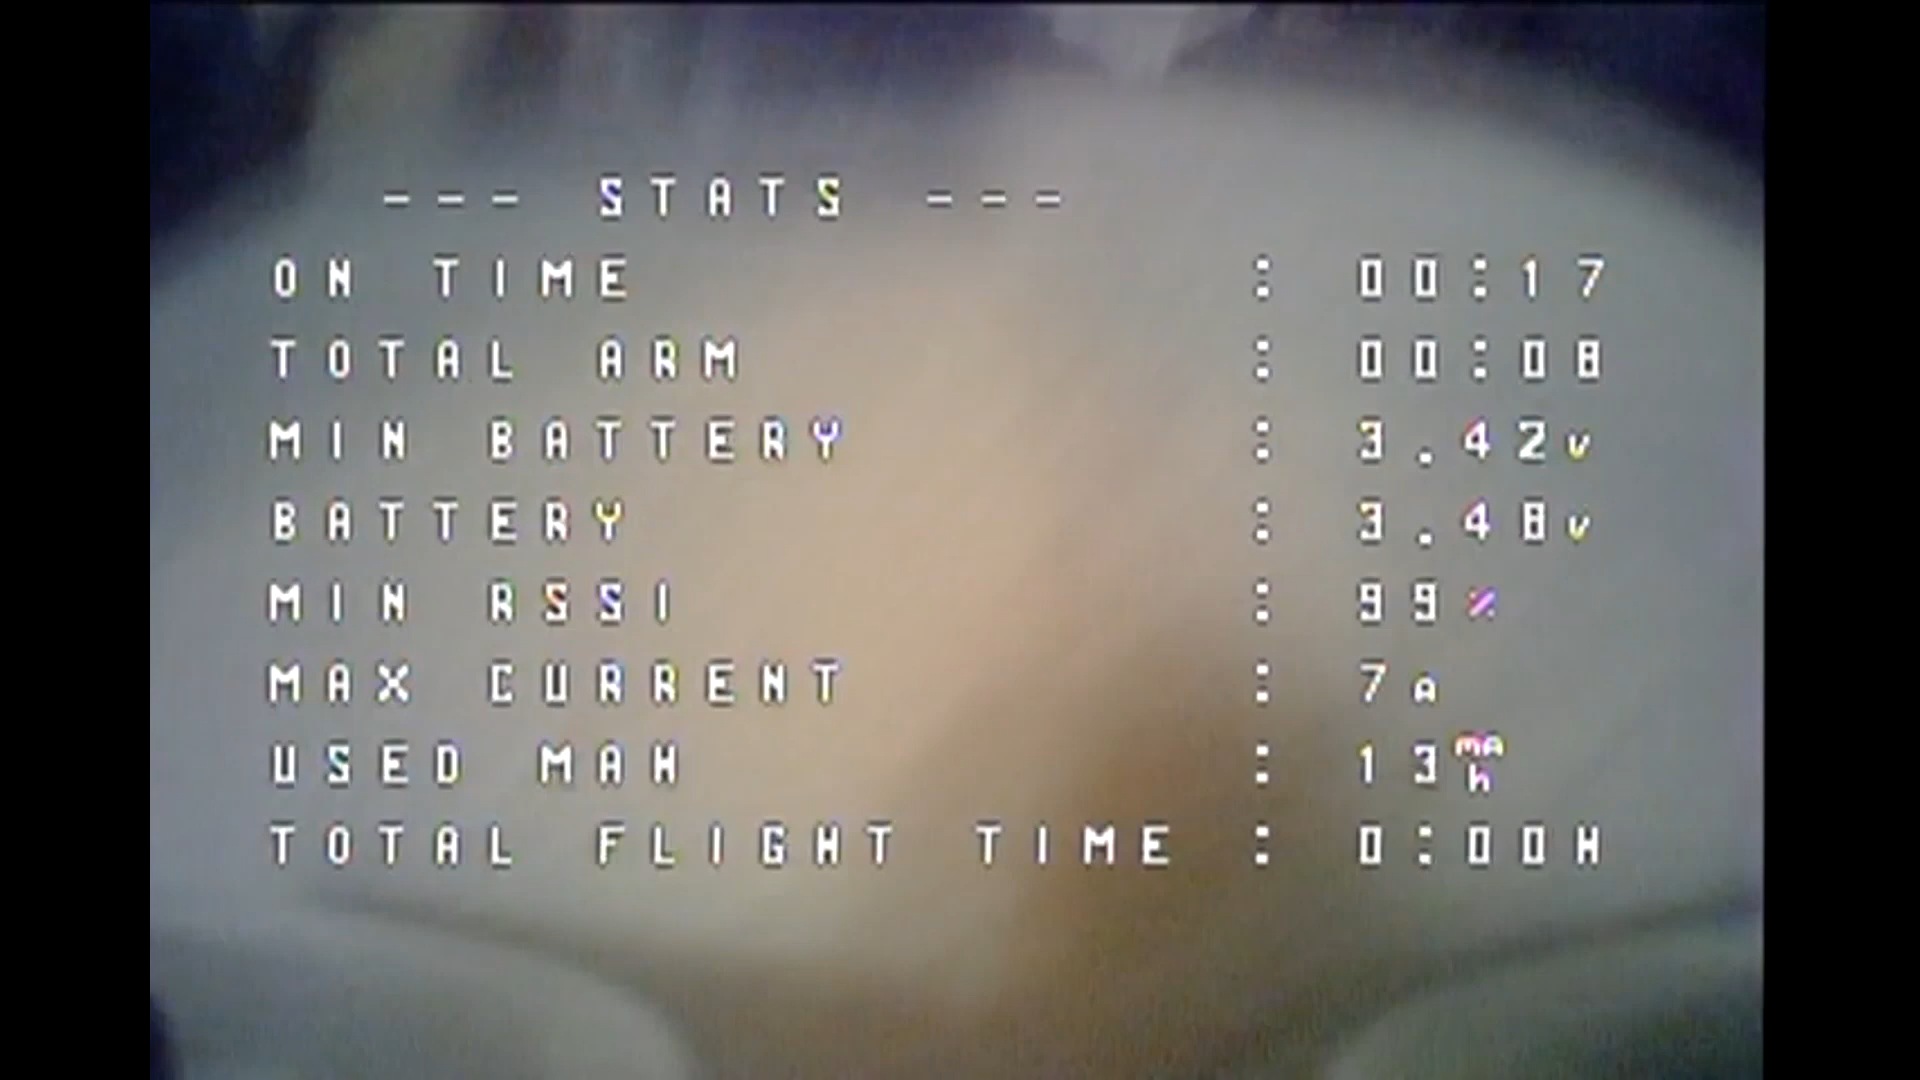 --- STATS ---
ON TIME : 00:17
TOTAL ARM : 00:08
MIN BATTERY : 3.42V
BATTERY : 3.48V
MIN RSSI : 99%
MAX CURRENT : 7A
USED MAH : 13mAh
TOTAL FLIGHT TIME : 0:00H